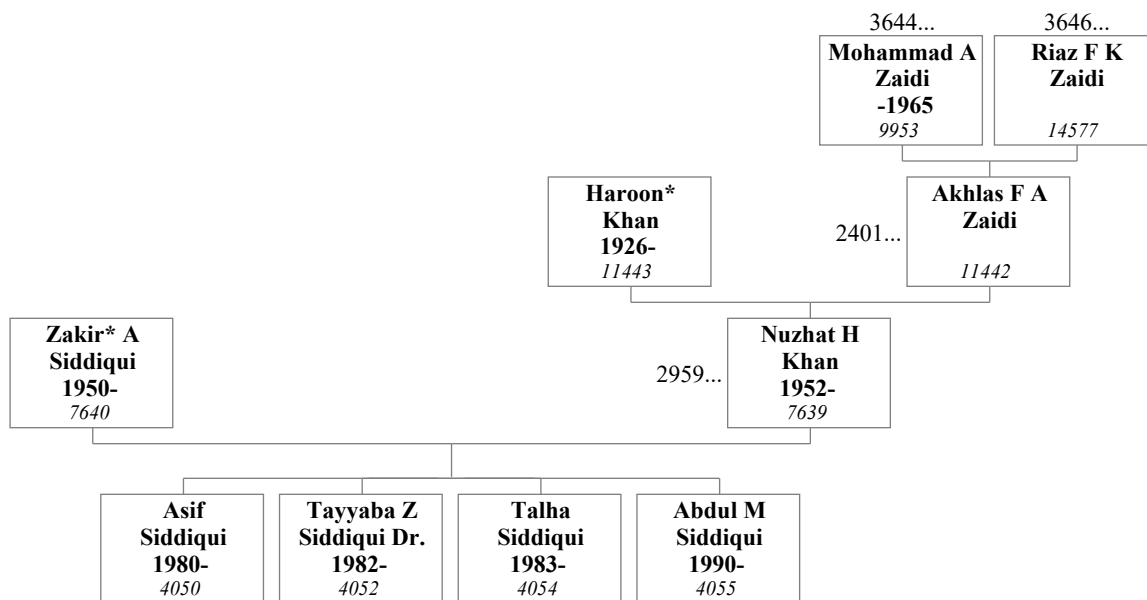 3644...
3646...
Mohammad A
Zaidi
-1965
9953
Riaz F K
Zaidi
14577
Haroon*
Khan
1926-
11443
2401...
Akhlas F A
Zaidi
11442
Zakir* A
Siddiqui
1950-
7640
2959...
Nuzhat H
Khan
1952-
7639
Asif
Siddiqui
1980-
4050
Tayyaba Z
Siddiqui Dr.
1982-
4052
Talha
Siddiqui
1983-
4054
Abdul M
Siddiqui
1990-
4055